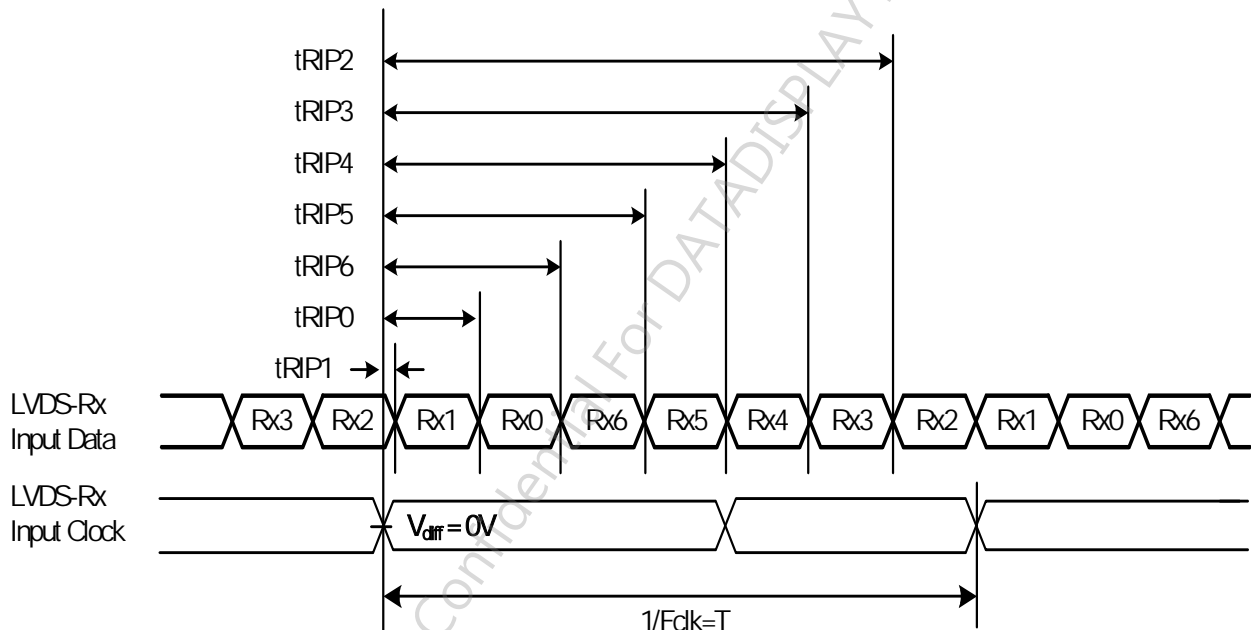 tRIP2
tRIP3
tRIP4
tRIP5
tRIP6
tRIP0
tRIP1
LVDS-Rx
Input Data
Rx3 Rx2 Rx1 Rx0 Rx6 Rx5 Rx4 Rx3 Rx2 Rx1 Rx0 Rx6
LVDS-Rx
Input Clock
Vdiff = 0V
1/Fclk=T
Confidential For DATADISPLAY